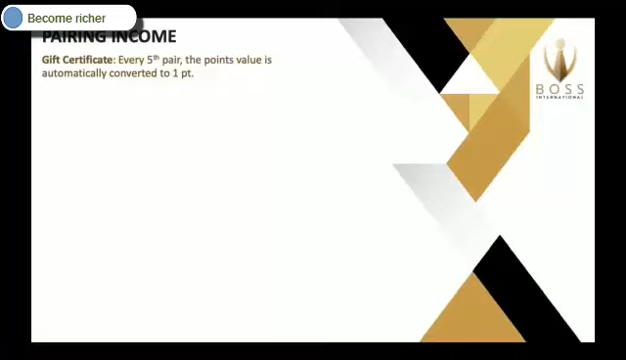 Become richer
PAIRING INCOME
Gift Certificate: Every 5th pair, the points value is
automatically converted to 1 pt.
BOSS
INTERNATIONAL